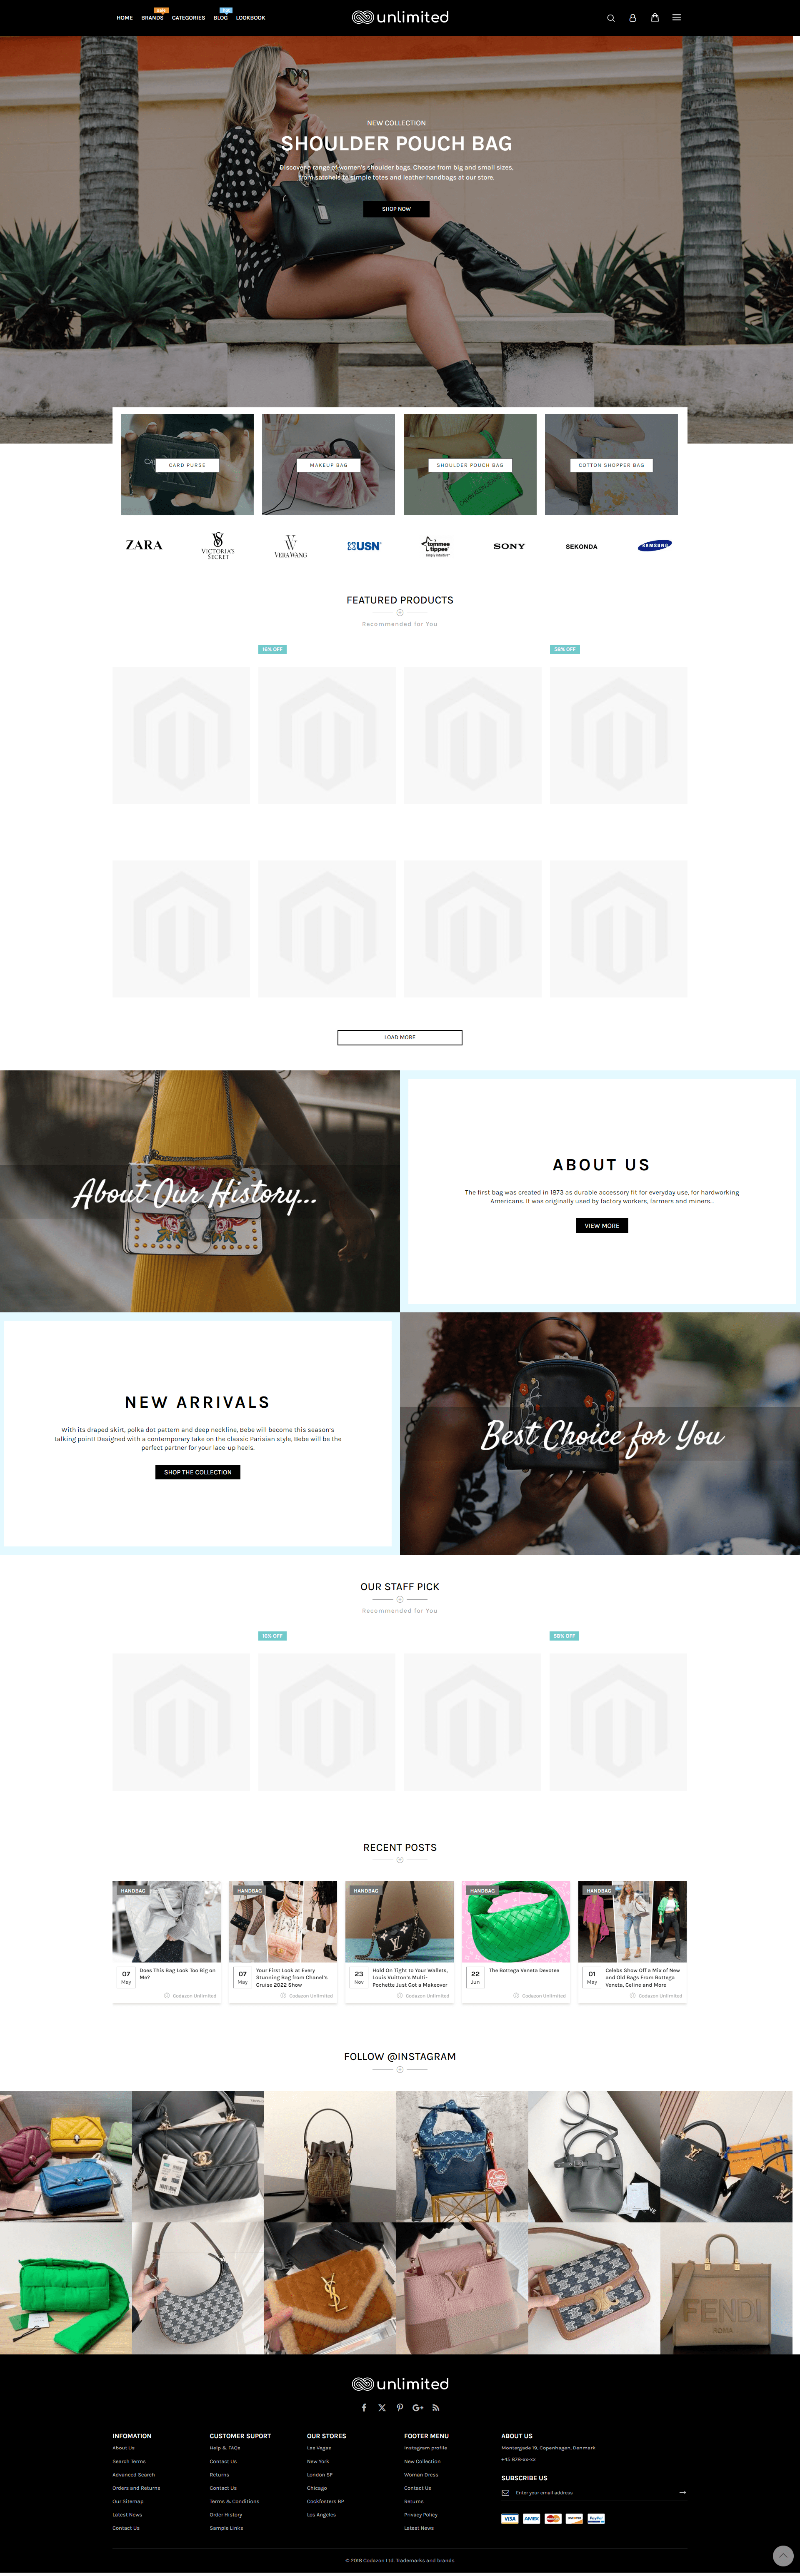 HOME BRANDS CATEGORIES BLOG LOOKBOOK
unlimited
NEW COLLECTION
SHOULDER POUCH BAG
Discover a range of women's shoulder bags. Choose from big and small sizes,
from satchels to simple totes and leather handbags at our store.
SHOP NOW
CARD PURSE
MAKEUP BAG
SHOULDER POUCH BAG
COTTON SHOPPER BAG
ZARA
VICTORIA'S
SECRET
VERA WANG
USN
tommee
tippee
simply intuitive
SONY
SEKONDA
SAMSUNG
FEATURED PRODUCTS
Recommended for You
16% OFF
LOAD MORE
About Our History...
ABOUT US
The first bag was created in 1873 as durable accessory fit for everyday use, for hardworking
Americans. It was originally used by factory workers, farmers and miners...
VIEW MORE
NEW ARRIVALS
With its draped skirt, polka dot pattern and deep neckline, Bebe will become this season's
talking point! Designed with a contemporary take on the classic Parisian style, Bebe will be the
perfect partner for your lace-up heels.
SHOP THE COLLECTION
Best Choice for You
OUR STAFF PICK
Recommended for You
16% OFF
RECENT POSTS
HANDBAG
07
May
Does This Bag Look Too Big on
Me?
Codazon Unlimited
HANDBAG
07
May
Your First Look at Every
Stunning Bag from Chanel's
Cruise 2022 Show
Codazon Unlimited
HANDBAG
23
Nov
Hold On Tight to Your Wallets,
Louis Vuitton's Multi-
Pochette Just Got a Makeover
Codazon Unlimited
HANDBAG
22
Jun
The Bottega Veneta Devotee
Codazon Unlimited
HANDBAG
01
May
Celebs Show Off a Mix of New
and Old Bags From Bottega
Veneta, Celine and More
Codazon Unlimited
FOLLOW @INSTAGRAM
FENDI
ROMA
unlimited
INFOMATION
About Us
Search Terms
Advanced Search
Orders and Returns
Our Sitemap
Latest News
Contact Us
CUSTOMER SUPORT
Help & FAQs
Contact Us
Returns
Contact Us
Terms & Conditions
Order History
Sample Links
OUR STORES
Las Vegas
New York
London SF
Chicago
Cockfosters BP
Los Angeles
FOOTER MENU
Instagram profile
New Collection
Woman Dress
Contact Us
Returns
Privacy Policy
Latest News
ABOUT US
Montergade 19, Copenhagen, Denmark
+45 878-xx-xx
SUBSCRIBE US
Enter your email address
VISA
AMEX
DISCOVER
PayPal
© 2018 Codazon Ltd. Trademarks and brands